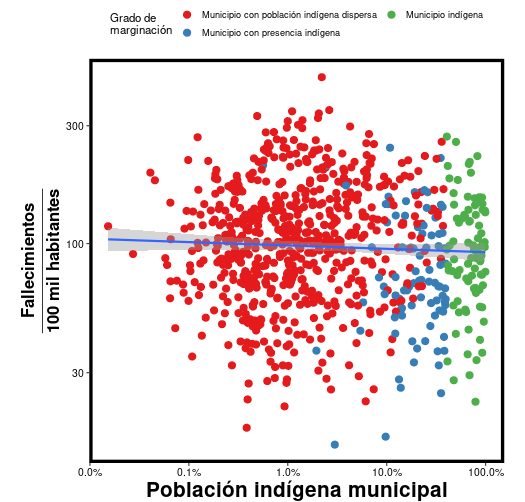 Grado de
marginación
Municipio con población indígena dispersa
Municipio con presencia indígena
Municipio indígena
Fallecimientos
100 mil habitantes
300
100
30
0.0%
0.1%
1.0%
10.0%
100.0%
Población indígena municipal